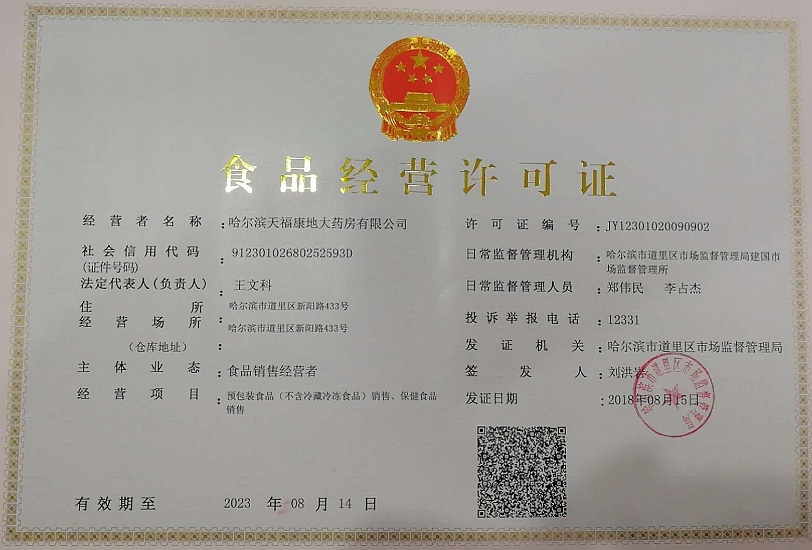 食品经营许可证
经营者名称：哈尔滨天福康地大药房有限公司
社会信用代码：91230102680252593D
(证件号码)
法定代表人(负责人)：王文科
住所：哈尔滨市道里区新阳路433号
经营场所：哈尔滨市道里区新阳路433号
（仓库地址）
主体业态：食品销售经营者
经营项目：预包装食品（不含冷藏冷冻食品）销售、保健食品
销售
有效期至 2023 年 08 月 14 日
许可证编号：JY12301020090902
日常监督管理机构：哈尔滨市道里区市场监督管理局建国市
场监督管理所
日常监督管理人员：郑伟民 李占杰
投诉举报电话：12331
发证机关：哈尔滨市道里区市场监督管理局
签发人：刘洪岩
发证日期：2018年08月15日
哈尔滨市道里区市场监督管理局